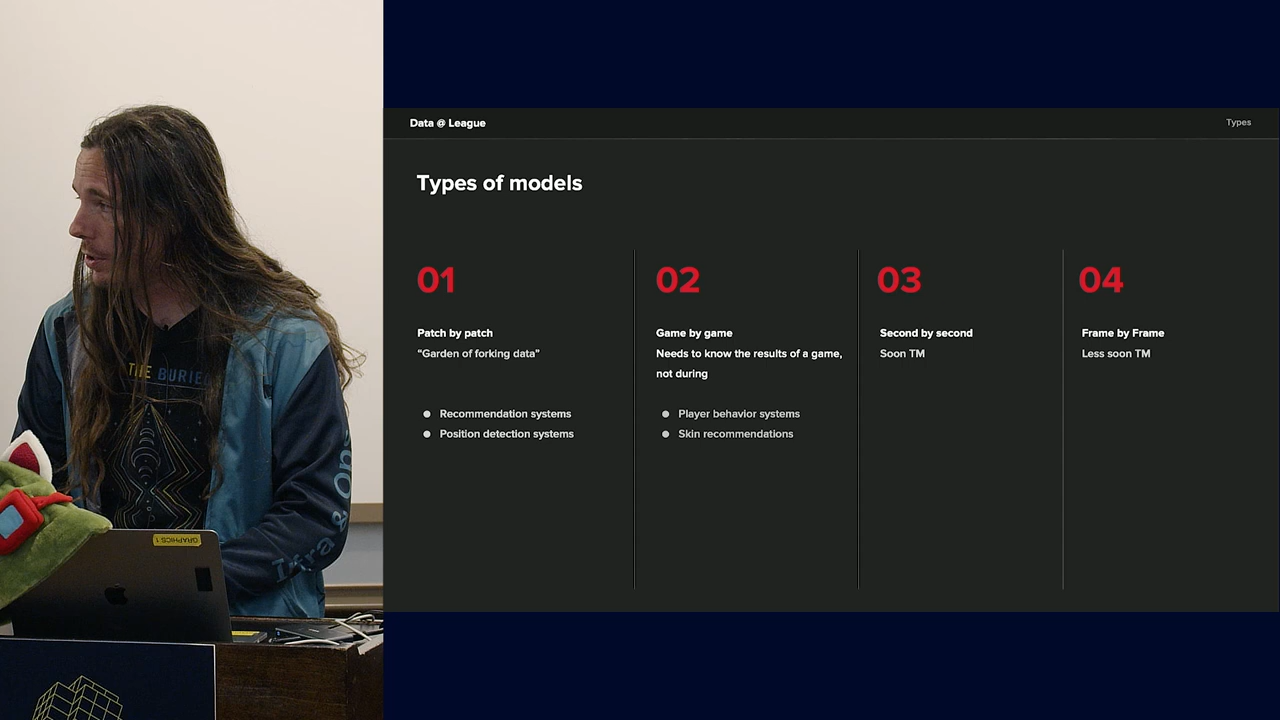 Data @ League
Types
Types of models
01
Patch by patch
“Garden of forking data”
Recommendation systems
Position detection systems
02
Game by game
Needs to know the results of a game,
not during
Player behavior systems
Skin recommendations
03
Second by second
Soon TM
04
Frame by Frame
Less soon TM
THE BURIED
Infra & Ops
GRAPHICS 1